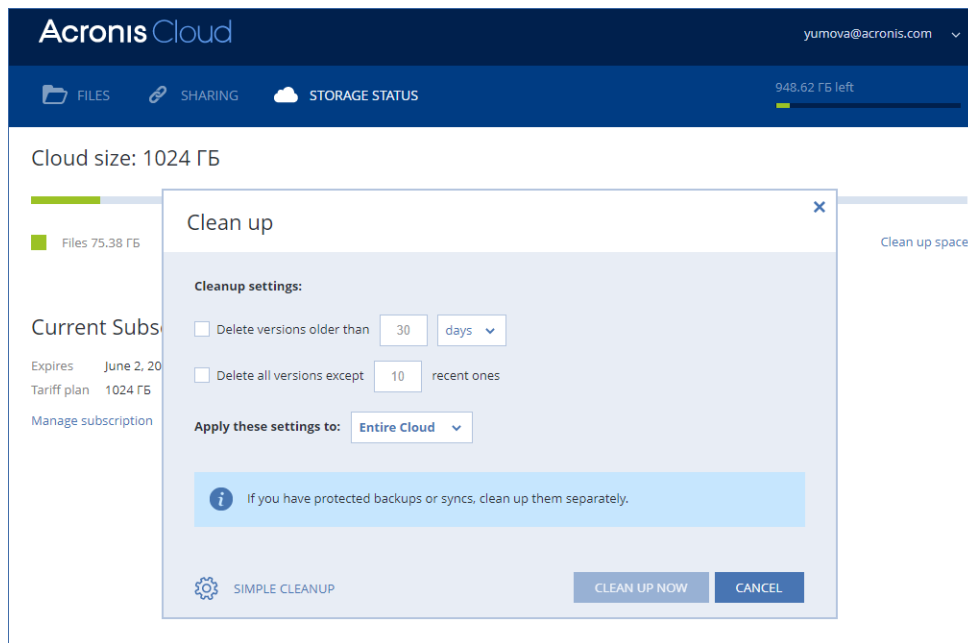 Acronis Cloud
yumova@acronis.com
FILES
SHARING
STORAGE STATUS
948.62 ГБ left
Cloud size: 1024 ГБ
Files 75.38 ГБ
Clean up space
Current Subs
Expires June 2, 20
Tariff plan 1024 ГБ
Manage subscription
Clean up
Cleanup settings:
Delete versions older than 30 days
Delete all versions except 10 recent ones
Apply these settings to: Entire Cloud
i
If you have protected backups or syncs, clean up them separately.
SIMPLE CLEANUP
CLEAN UP NOW
CANCEL